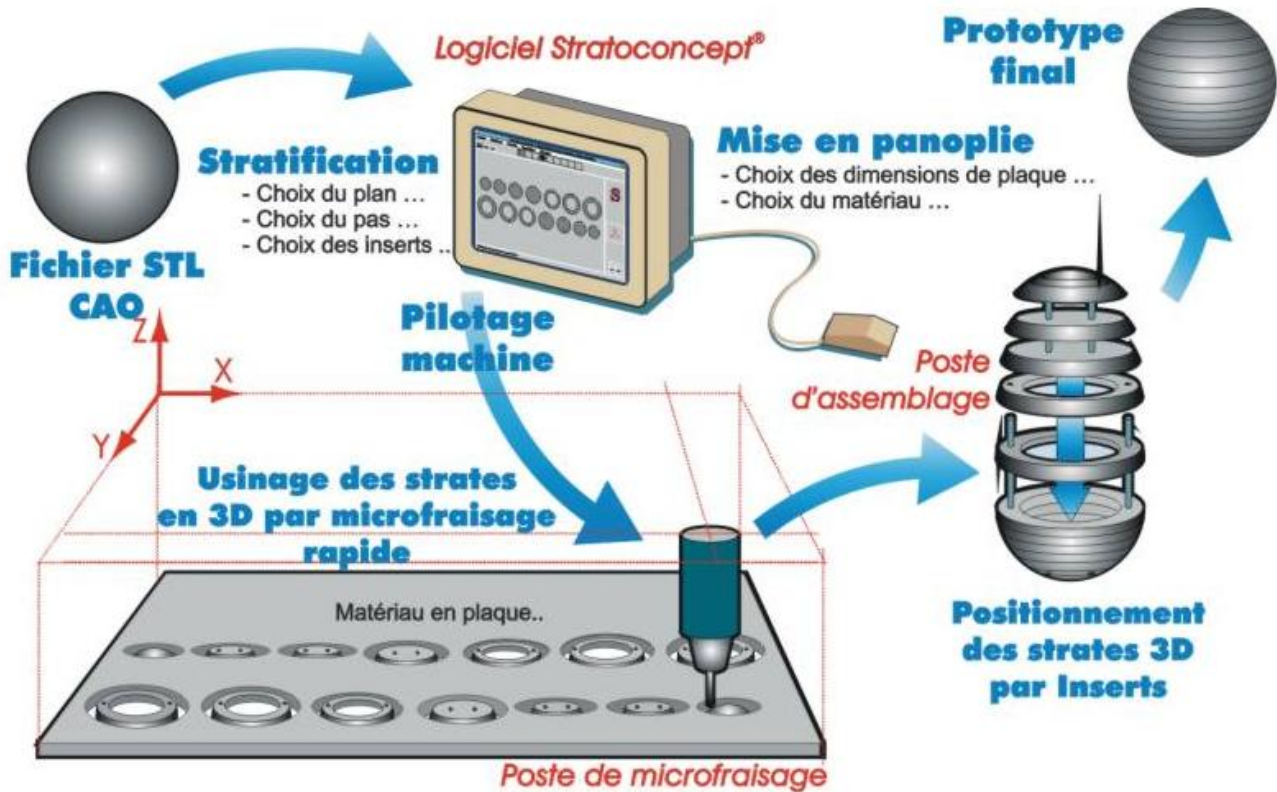 Logiciel Stratoconcept®
Prototype
final
Stratification
- Choix du plan ...
- Choix du pas ...
- Choix des inserts ..
Mise en panoplie
- Choix des dimensions de plaque ...
- Choix du matériau ...
Fichier STL
CAO
Pilotage
machine
Z
X
Y
Poste
d'assemblage
Usinage des strates
en 3D par microfraisage
rapide
Matériau en plaque..
Positionnement
des strates 3D
par Inserts
Poste de microfraisage
S